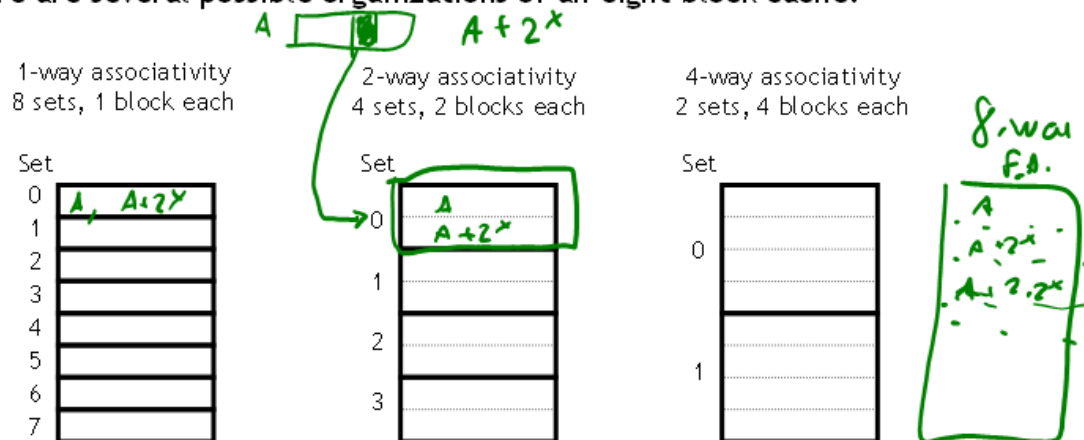 are several possible organizations of an eight block cache.
A A + 2^x
1-way associativity
8 sets, 1 block each
2-way associativity
4 sets, 2 blocks each
4-way associativity
2 sets, 4 blocks each
8-way
F.A.
Set
0 A, A+2^x
1
2
3
4
5
6
7
Set
0 A
A+2^x
1
2
3
Set
0
1
A
A+2^x
A+2.2^x